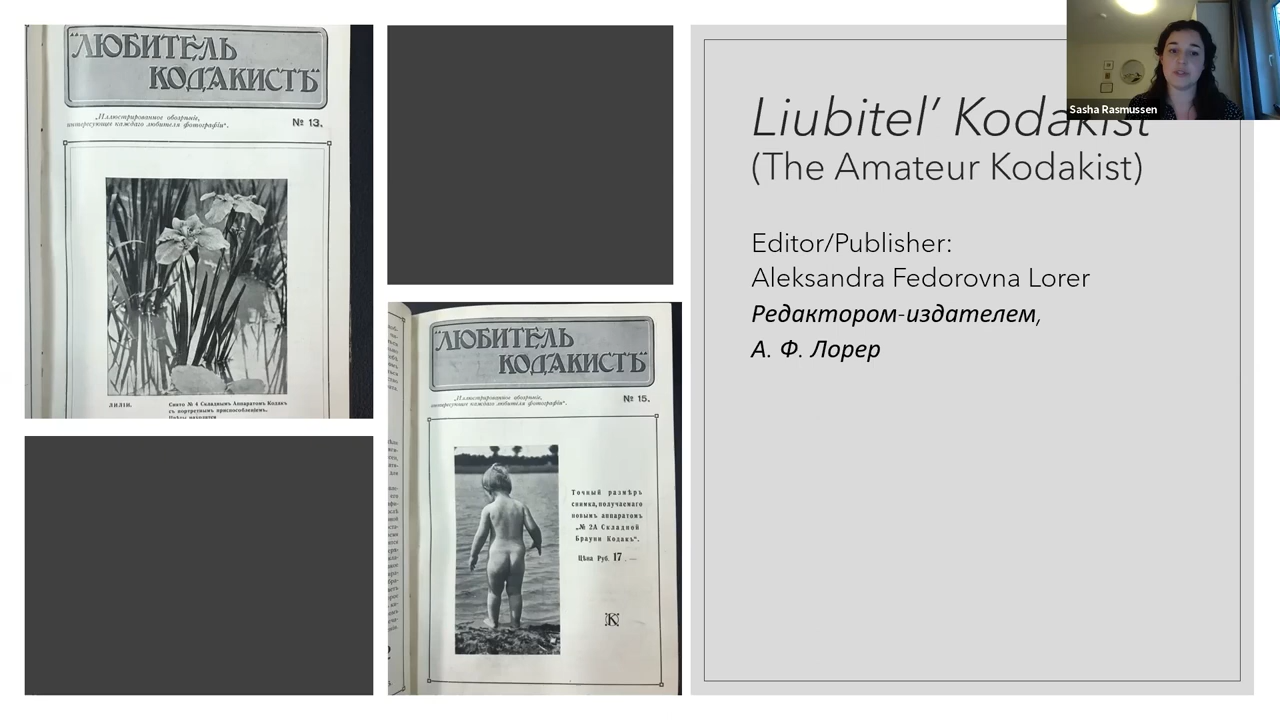 "ЛЮБИТЕЛЬ
КОДАКИСТЪ"
„Иллюстрированное обозрѣніе,
интересующее каждаго любителя фотографіи".
№ 13.
ЛИЛІИ.
Снято № 4 Складнымъ Аппаратомъ Кодакъ
съ портретнымъ приспособленіемъ.
"ЛЮБИТЕЛЬ
КОДАКИСТЪ"
„Иллюстрированное обозрѣніе,
интересующее каждаго любителя фотографіи".
№ 15.
Точный размѣръ
снимка, получаемаго
новымъ аппаратомъ
„№ 2А Складной
Брауни Кодакъ".
Цѣна Руб. 17. —
K
Liubitel' Kodakist
(The Amateur Kodakist)
Editor/Publisher:
Aleksandra Fedorovna Lorer
Редактором-издателем,
А. Ф. Лорер
Sasha Rasmussen